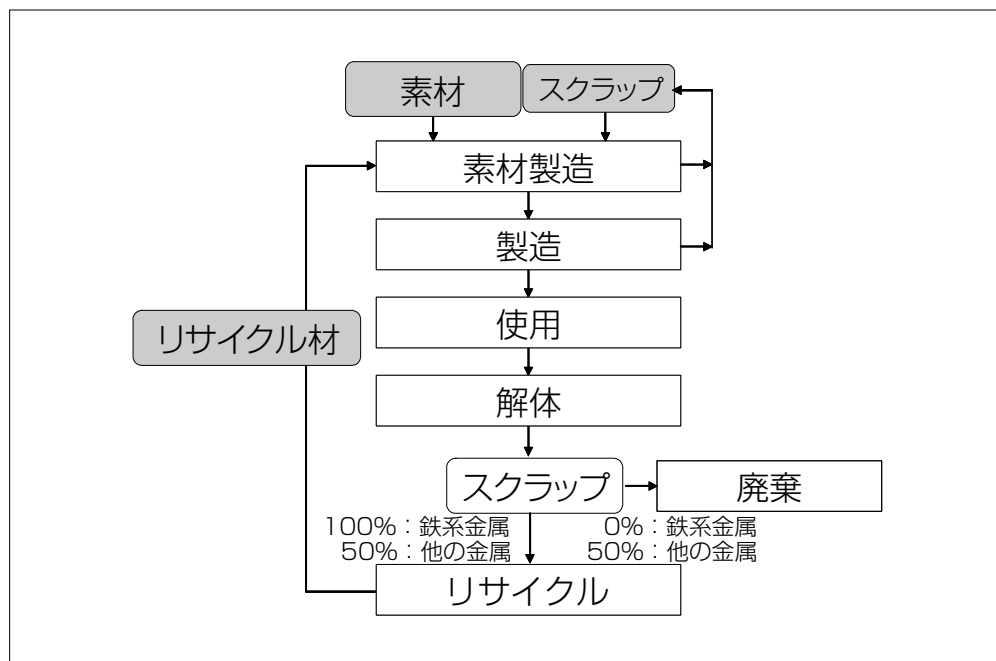 素材
スクラップ
素材製造
製造
使用
リサイクル材
解体
スクラップ
廃棄
100%：鉄系金属
50%：他の金属
0%：鉄系金属
50%：他の金属
リサイクル